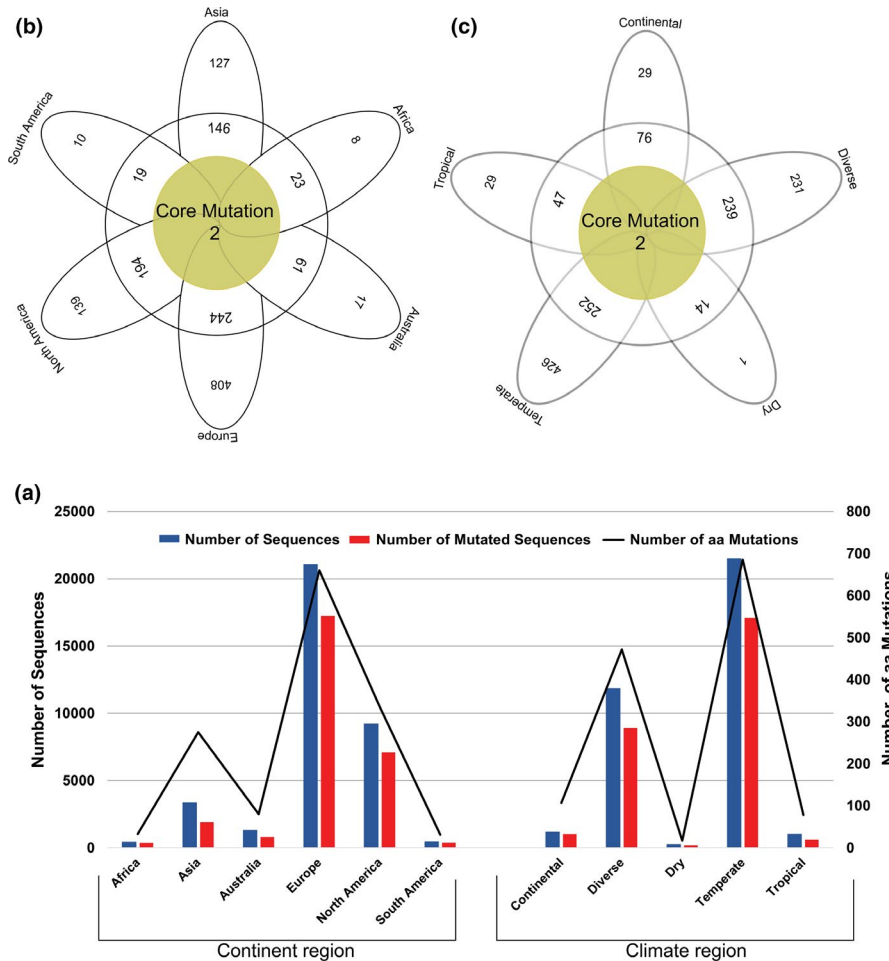 (b)
Asia
127
146
South America
10
19
Africa
8
23
Core Mutation
2
North America
139
194
61
17
Australia
244
408
Europe
(c)
Continental
29
76
Tropical
29
47
Diverse
231
239
Core Mutation
2
252
426
Temperate
14
1
Dry
(a)
Number of Sequences
25000
20000
15000
10000
5000
0
Number of Sequences
Number of Mutated Sequences
Number of aa Mutations
800
700
600
500
400
300
200
100
0
Number of aa Mutations
Africa
Asia
Australia
Europe
North America
South America
Continental
Diverse
Dry
Temperate
Tropical
Continent region
Climate region